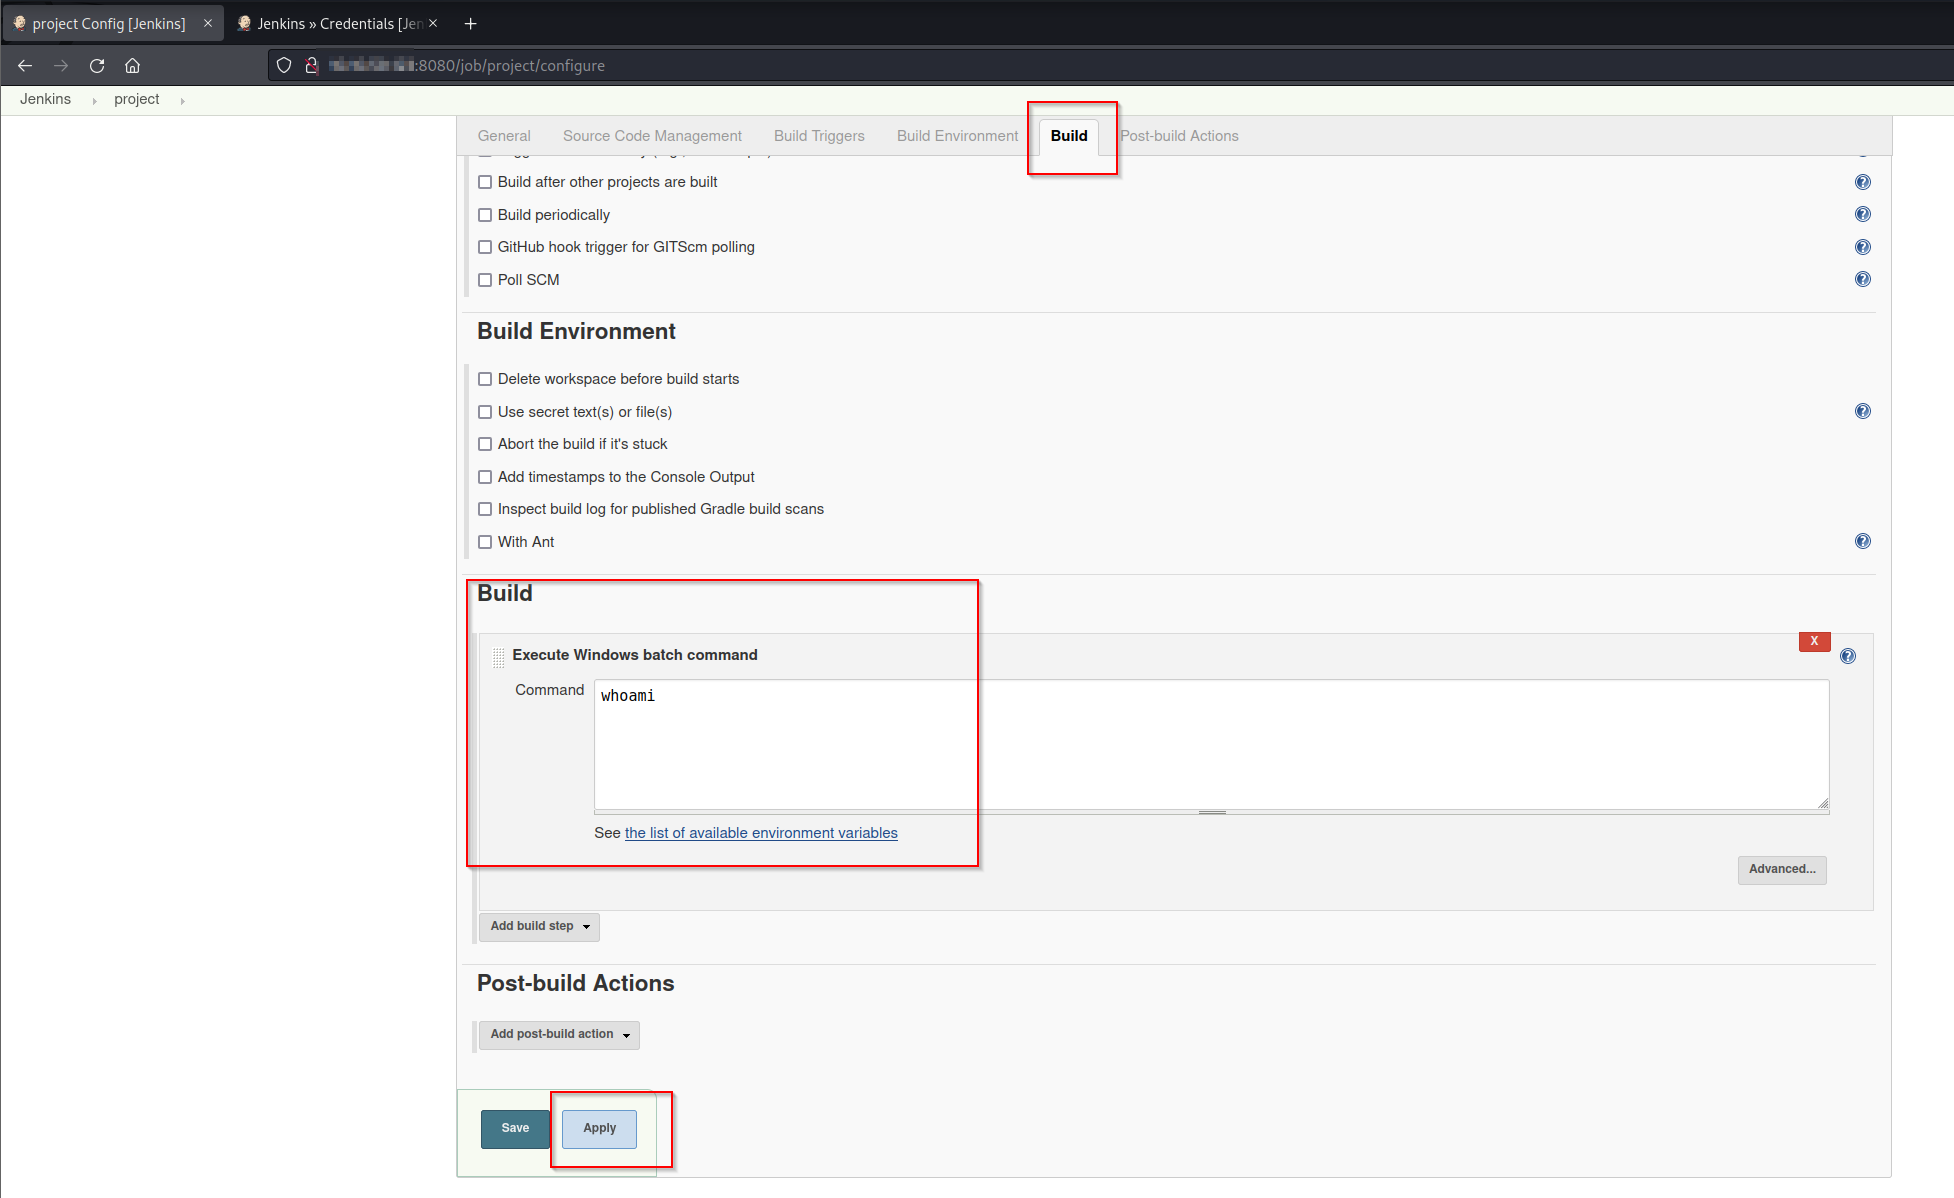 project Config [Jenkins]
Jenkins » Credentials [Jen
:8080/job/project/configure
Jenkins
project
General
Source Code Management
Build Triggers
Build Environment
Build
Post-build Actions
Build after other projects are built
Build periodically
GitHub hook trigger for GITScm polling
Poll SCM
Build Environment
Delete workspace before build starts
Use secret text(s) or file(s)
Abort the build if it's stuck
Add timestamps to the Console Output
Inspect build log for published Gradle build scans
With Ant
Build
X
Execute Windows batch command
Command
whoami
See the list of available environment variables
Advanced...
Add build step
Post-build Actions
Add post-build action
Save
Apply